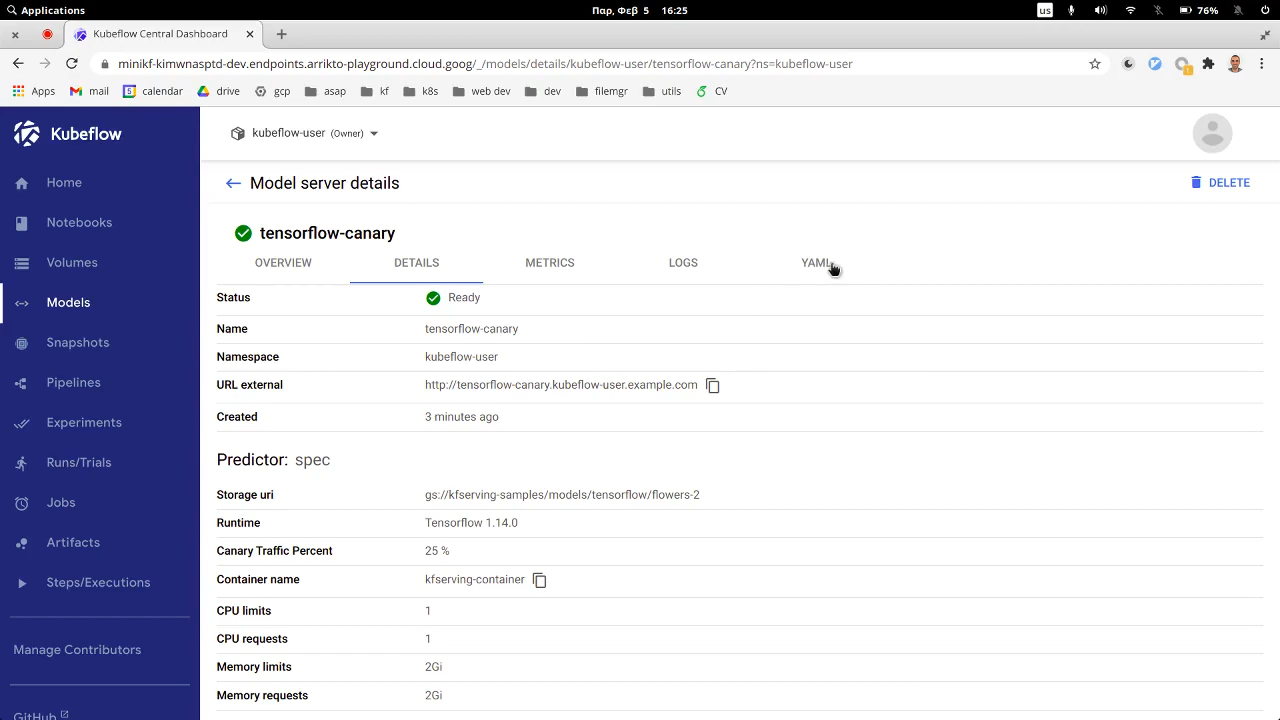 Applications
Παρ, Φεβ 5 16:25
us
76%
Kubeflow Central Dashboard
minikf-kimwnasptd-dev.endpoints.arrikto-playground.cloud.goog/_/models/details/kubeflow-user/tensorflow-canary?ns=kubeflow-user
Apps mail calendar drive gcp asap kf k8s web dev dev filemgr utils CV
Kubeflow
kubeflow-user (Owner)
Home
Notebooks
Volumes
Models
Snapshots
Pipelines
Experiments
Runs/Trials
Jobs
Artifacts
Steps/Executions
Manage Contributors
GitHub
Model server details
DELETE
tensorflow-canary
OVERVIEW DETAILS METRICS LOGS YAML
Status Ready
Name tensorflow-canary
Namespace kubeflow-user
URL external http://tensorflow-canary.kubeflow-user.example.com
Created 3 minutes ago
Predictor: spec
Storage uri gs://kfserving-samples/models/tensorflow/flowers-2
Runtime Tensorflow 1.14.0
Canary Traffic Percent 25 %
Container name kfserving-container
CPU limits 1
CPU requests 1
Memory limits 2Gi
Memory requests 2Gi